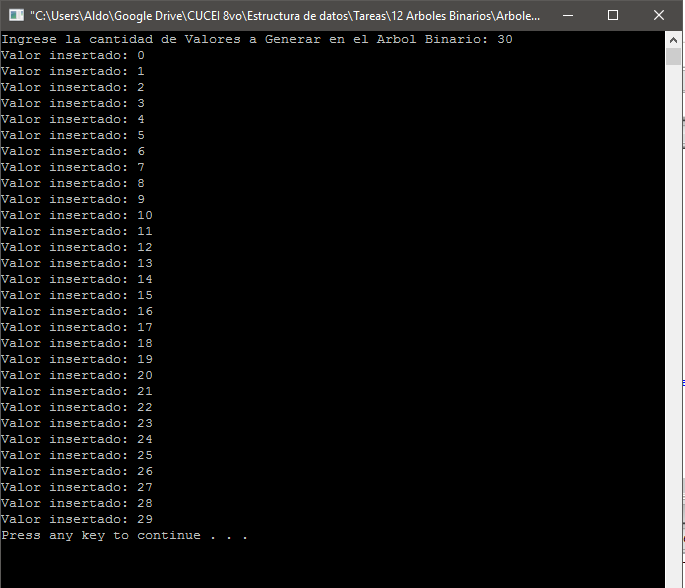 "C:\Users\Aldo\Google Drive\CUCEI 8vo\Estructura de datos\Tareas\12 Arboles Binarios\Arbole...
Ingrese la cantidad de Valores a Generar en el Arbol Binario: 30
Valor insertado: 0
Valor insertado: 1
Valor insertado: 2
Valor insertado: 3
Valor insertado: 4
Valor insertado: 5
Valor insertado: 6
Valor insertado: 7
Valor insertado: 8
Valor insertado: 9
Valor insertado: 10
Valor insertado: 11
Valor insertado: 12
Valor insertado: 13
Valor insertado: 14
Valor insertado: 15
Valor insertado: 16
Valor insertado: 17
Valor insertado: 18
Valor insertado: 19
Valor insertado: 20
Valor insertado: 21
Valor insertado: 22
Valor insertado: 23
Valor insertado: 24
Valor insertado: 25
Valor insertado: 26
Valor insertado: 27
Valor insertado: 28
Valor insertado: 29
Press any key to continue . . .